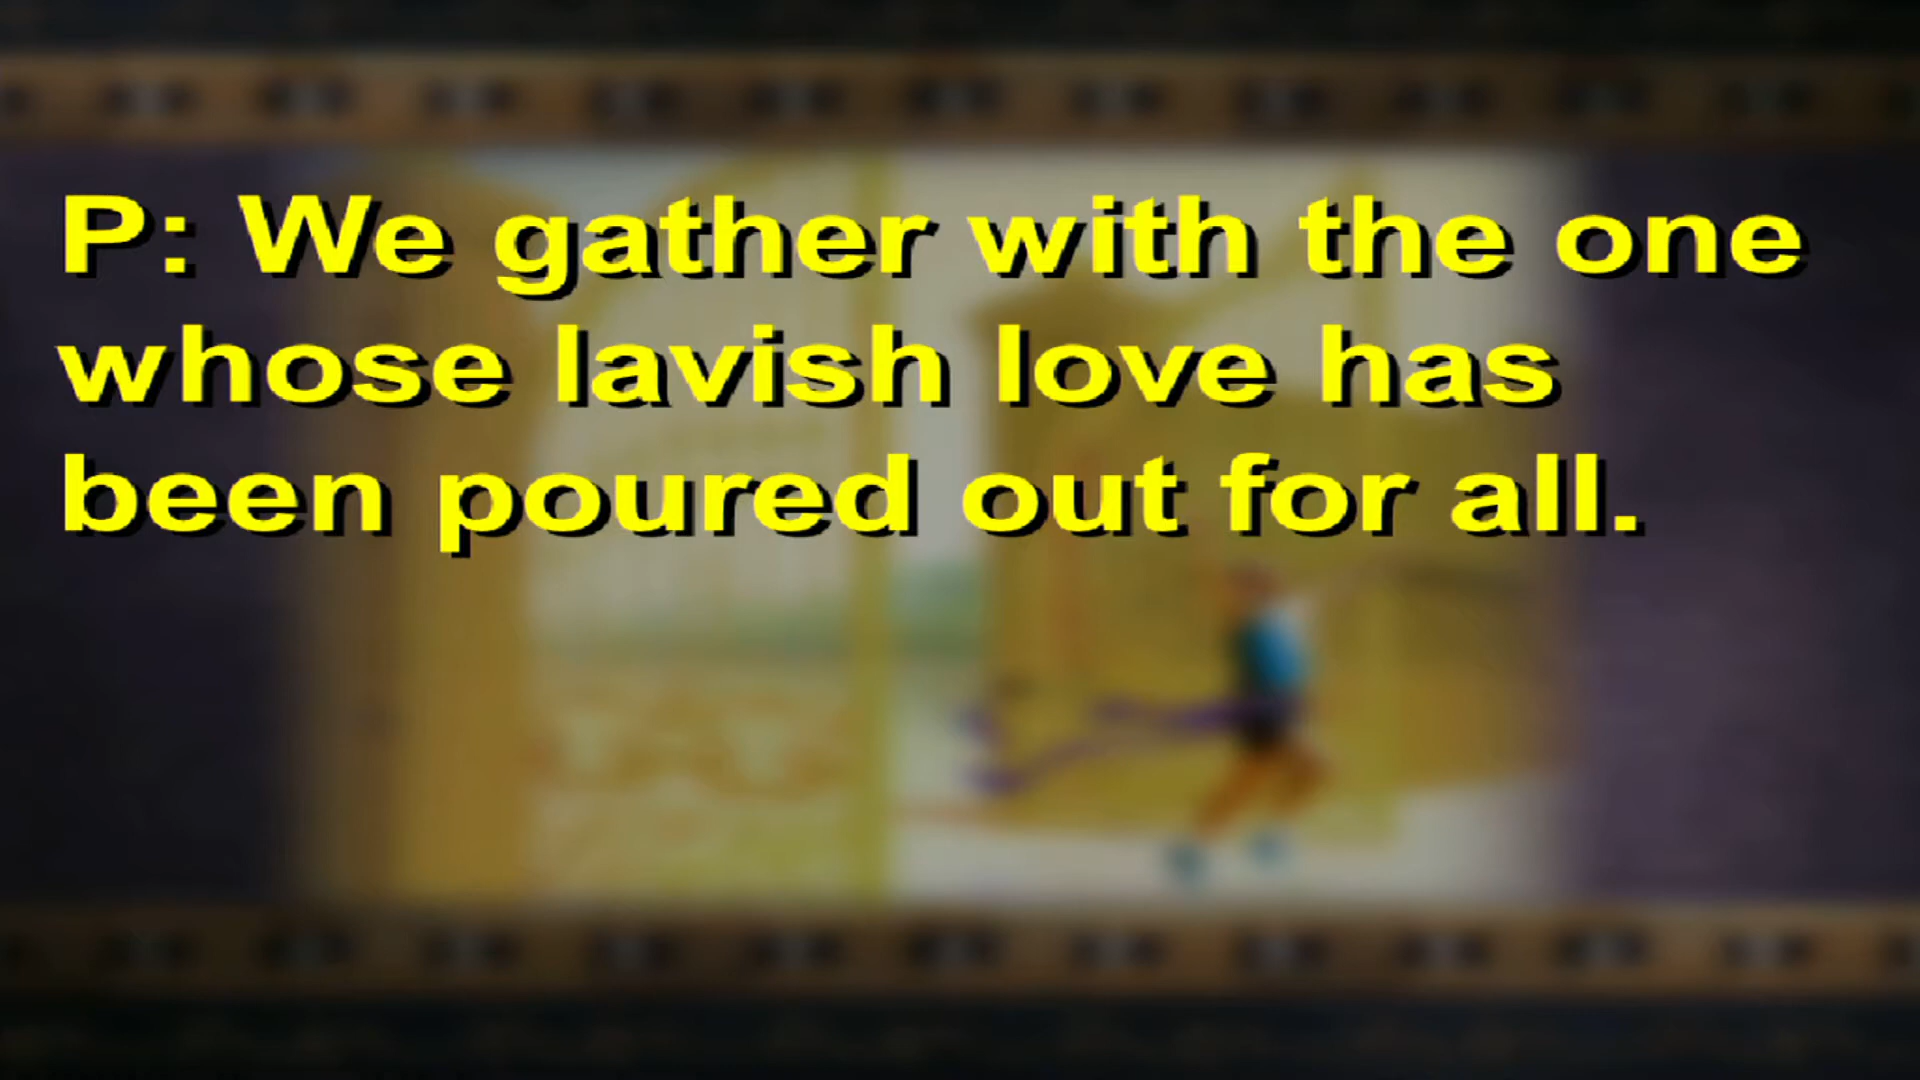 P: We gather with the one
whose lavish love has
been poured out for all.